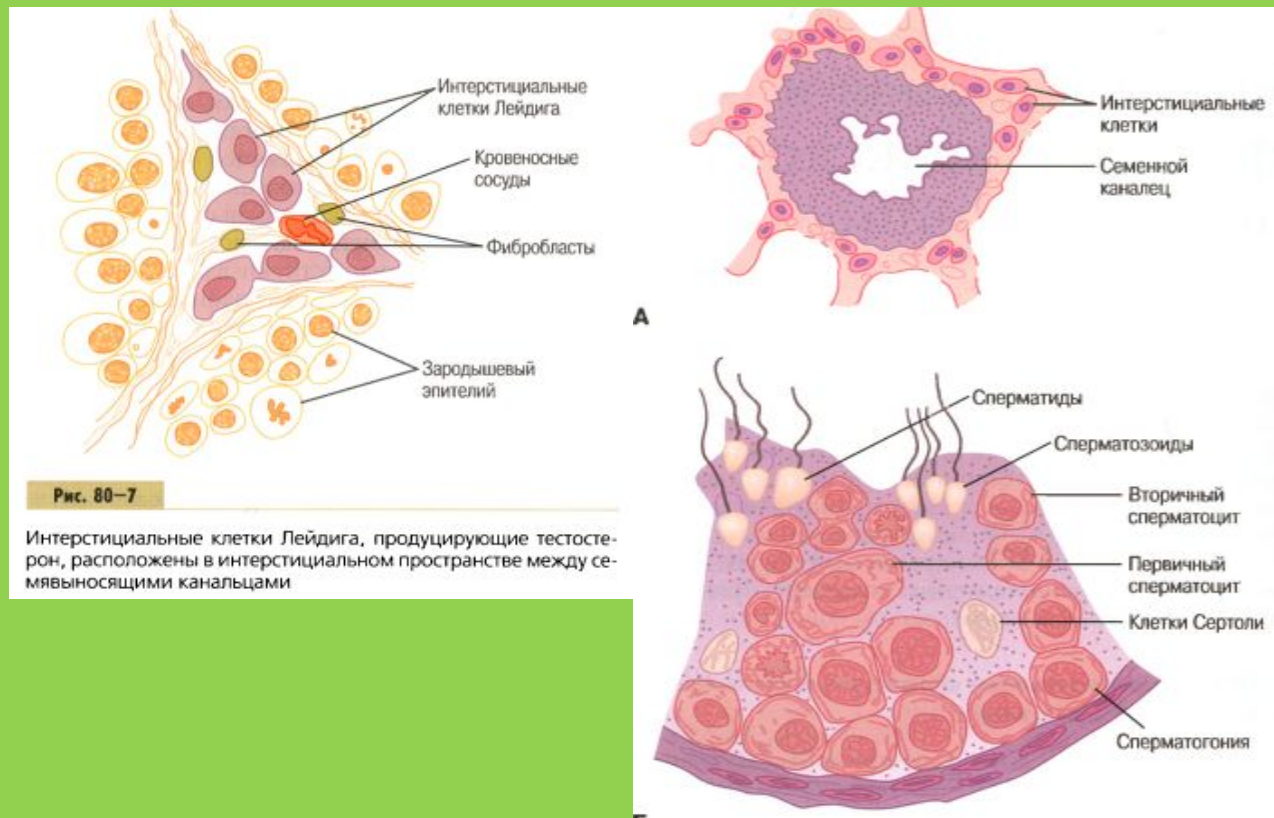 Интерстициальные
клетки Лейдига
Кровеносные
сосуды
Фибробласты
Зародышевый
эпителий
Рис. 80–7
Интерстициальные клетки Лейдига, продуцирующие тестосте-
рон, расположены в интерстициальном пространстве между се-
мявыносящими канальцами
Интерстициальные
клетки
Семенной
каналец
А
Сперматиды
Сперматозоиды
Вторичный
сперматоцит
Первичный
сперматоцит
Клетки Сертоли
Сперматогония